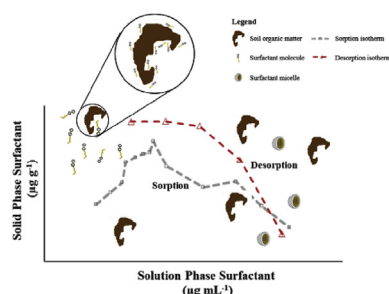 Legend
Soil organic matter
Sorption isotherm
Surfactant molecule
Desorption isotherm
Surfactant micelle
Desorption
Sorption
Solid Phase Surfactant
(µg g⁻¹)
Solution Phase Surfactant
(µg mL⁻¹)